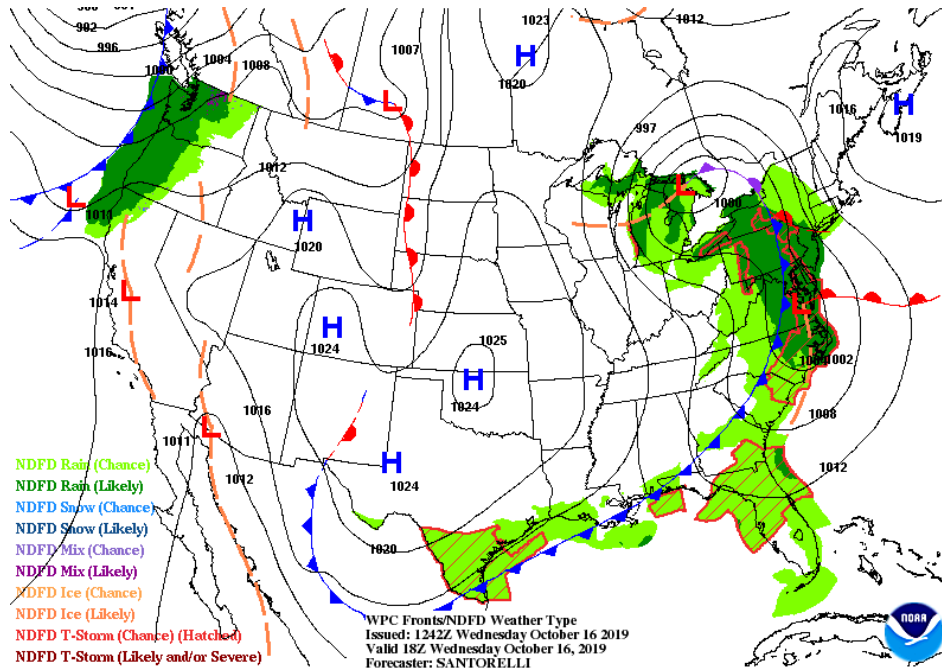 992
996
1000
1004
1008
1007
1023
H
1020
1012
1016
H
1019
997
L
L
1012
L
1000
L
1011
H
1020
L
1014
H
1024
1025
L
1002
1016
H
1024
1016
1008
1011
L
H
1024
1012
1012
1020
NDFD Rain (Chance)
NDFD Rain (Likely)
NDFD Snow (Chance)
NDFD Snow (Likely)
NDFD Mix (Chance)
NDFD Mix (Likely)
NDFD Ice (Chance)
NDFD Ice (Likely)
NDFD T-Storm (Chance) (Hatched)
NDFD T-Storm (Likely and/or Severe)
WPC Fronts/NDFD Weather Type
Issued: 1242Z Wednesday October 16 2019
Valid 18Z Wednesday October 16, 2019
Forecaster: SANTORELLI
NOAA